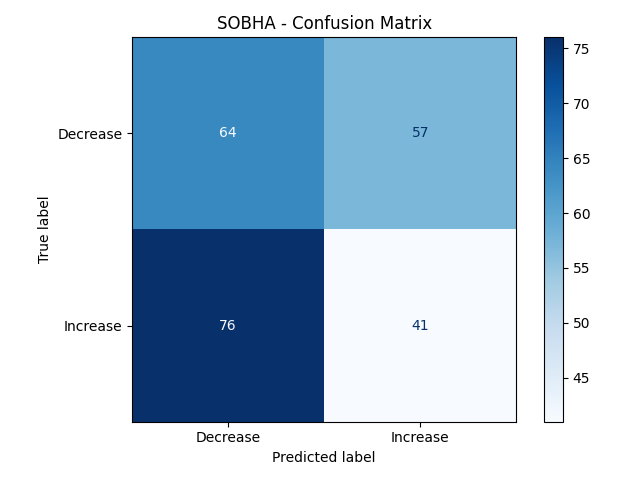 SOBHA - Confusion Matrix
True label
Decrease
64
57
Increase
76
41
Decrease
Increase
Predicted label
75
70
65
60
55
50
45